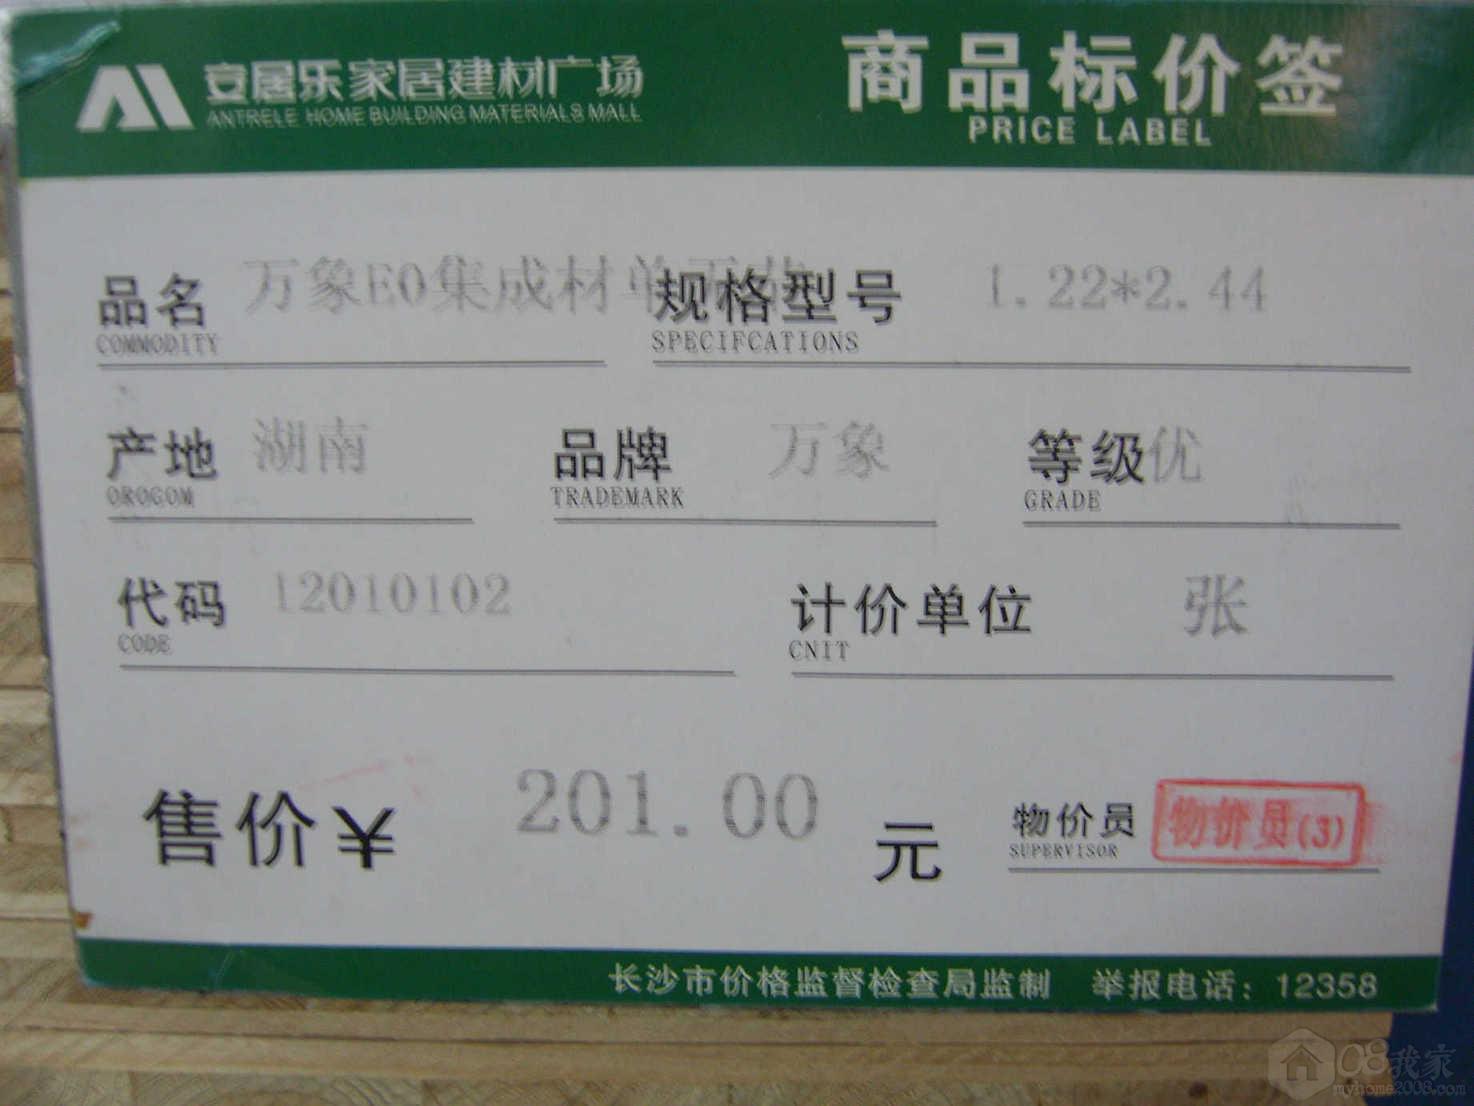 安居乐家居建材广场
ANTRELE HOME BUILDING MATERIALS MALL
商品标价签
PRICE LABEL
品名 万象E0集成材单
COMMODITY
规格型号 1.22*2.44
SPECIFCATIONS
产地 湖南
OROGOM
品牌 万象
TRADEMARK
等级 优
GRADE
代码 12010102
CODE
计价单位 张
CNIT
售价¥ 201.00 元
物价员 物价员(3)
SUPERVISOR
长沙市价格监督检查局监制 举报电话：12358
08我家
myhome2008.com